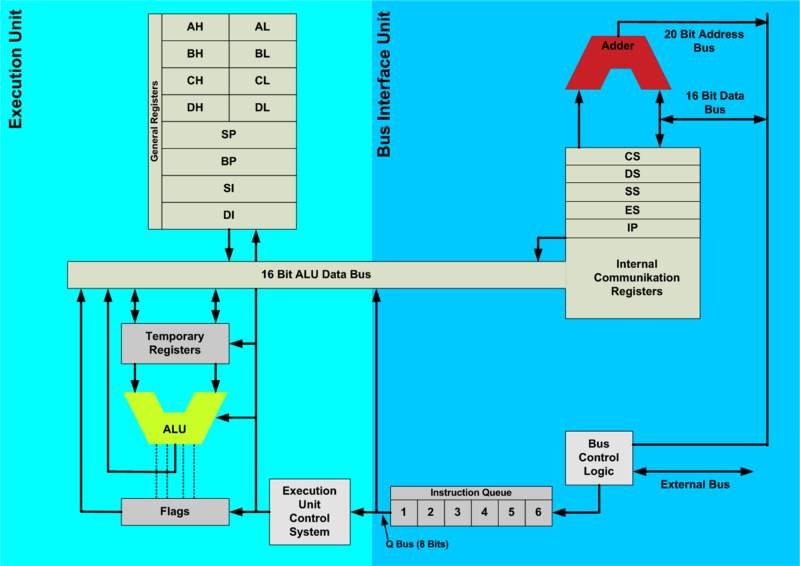 Execution Unit
General Registers
AH AL
BH BL
CH CL
DH DL
SP
BP
SI
DI
Bus Interface Unit
Adder
20 Bit Address
Bus
16 Bit Data
Bus
CS
DS
SS
ES
IP
Internal
Communikation
Registers
16 Bit ALU Data Bus
Temporary
Registers
ALU
Flags
Execution
Unit
Control
System
Instruction Queue
1 2 3 4 5 6
Q Bus (8 Bits)
Bus
Control
Logic
External Bus